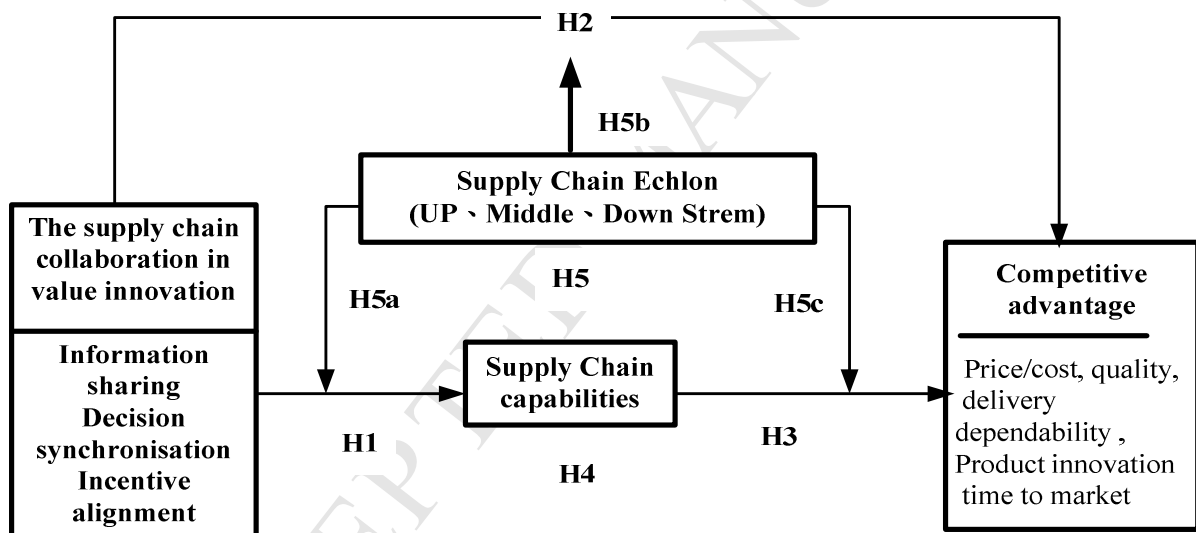 H2
H5b
Supply Chain Echlon
(UP、Middle、Down Strem)
The supply chain
collaboration in
value innovation
H5a
H5
H5c
Competitive
advantage
Information
sharing
Decision
synchronisation
Incentive
alignment
Supply Chain
capabilities
Price/cost, quality,
delivery
dependability ,
Product innovation
time to market
H1
H3
H4